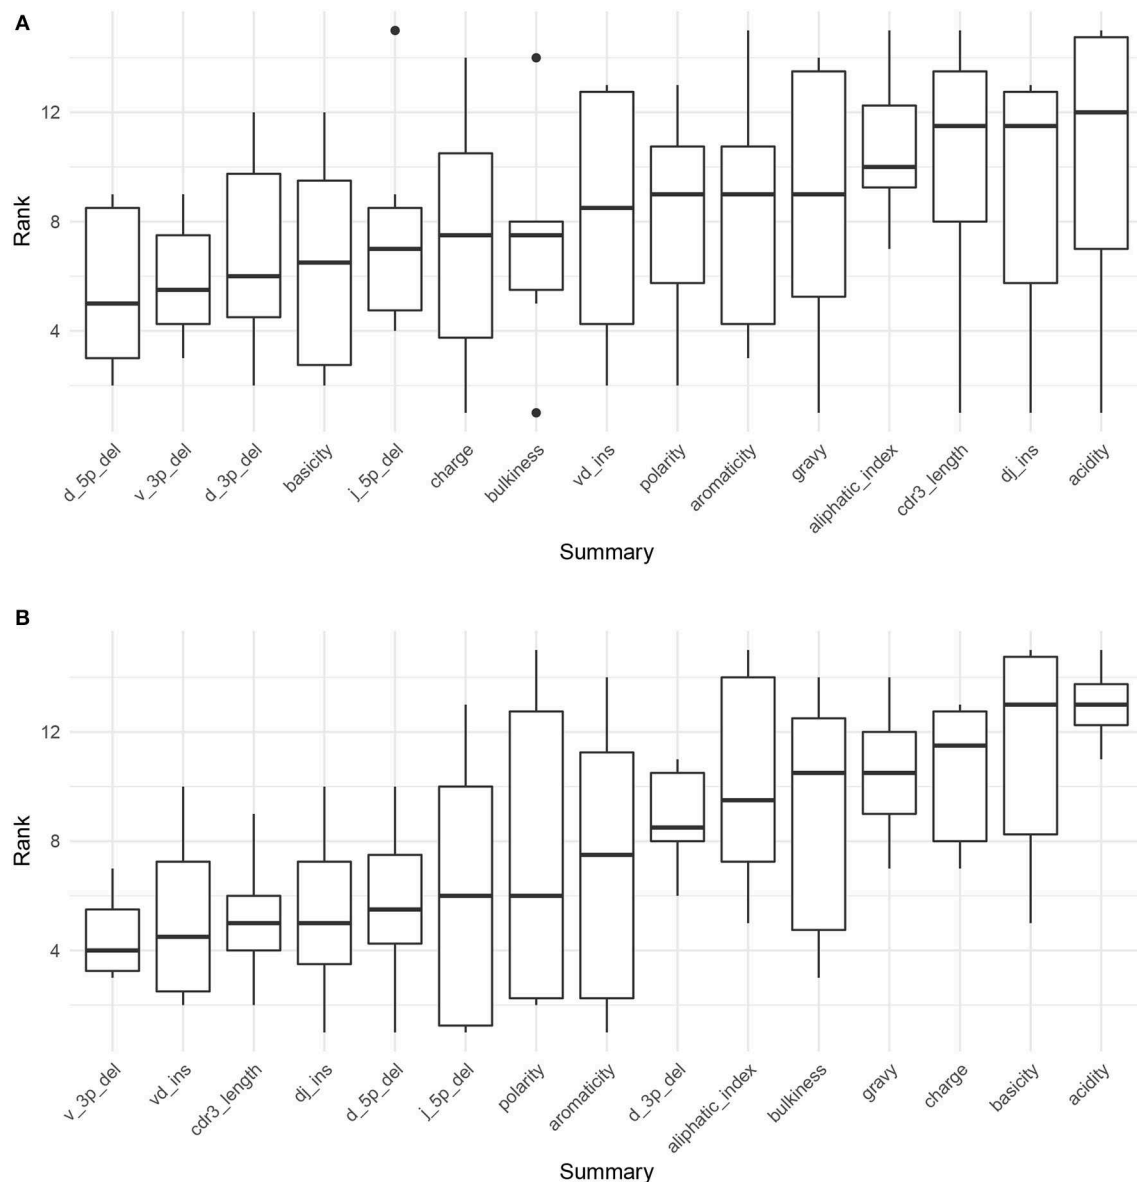 A
Rank
12
8
4
d_5p_del
v_3p_del
d_3p_del
basicity
j_5p_del
charge
bulkiness
vd_ins
polarity
aromaticity
gravy
aliphatic_index
cdr3_length
dj_ins
acidity
Summary
B
Rank
12
8
4
v_3p_del
vd_ins
cdr3_length
dj_ins
d_5p_del
j_5p_del
polarity
aromaticity
d_3p_del
aliphatic_index
bulkiness
gravy
charge
basicity
acidity
Summary